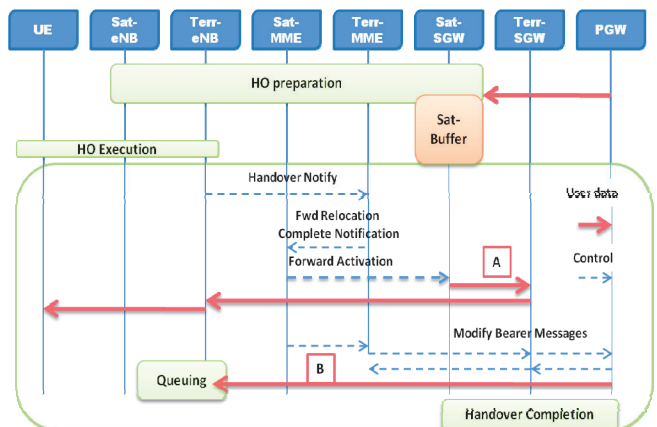 UE
Sat-
eNB
Terr-
eNB
Sat-
MME
Terr-
MME
Sat-
SGW
Terr-
SGW
PGW
HO preparation
Sat-
Buffer
HO Execution
Handover Notify
User data
Fwd Relocation
Complete Notification
Forward Activation
A
Control
Modify Bearer Messages
B
Queuing
Handover Completion